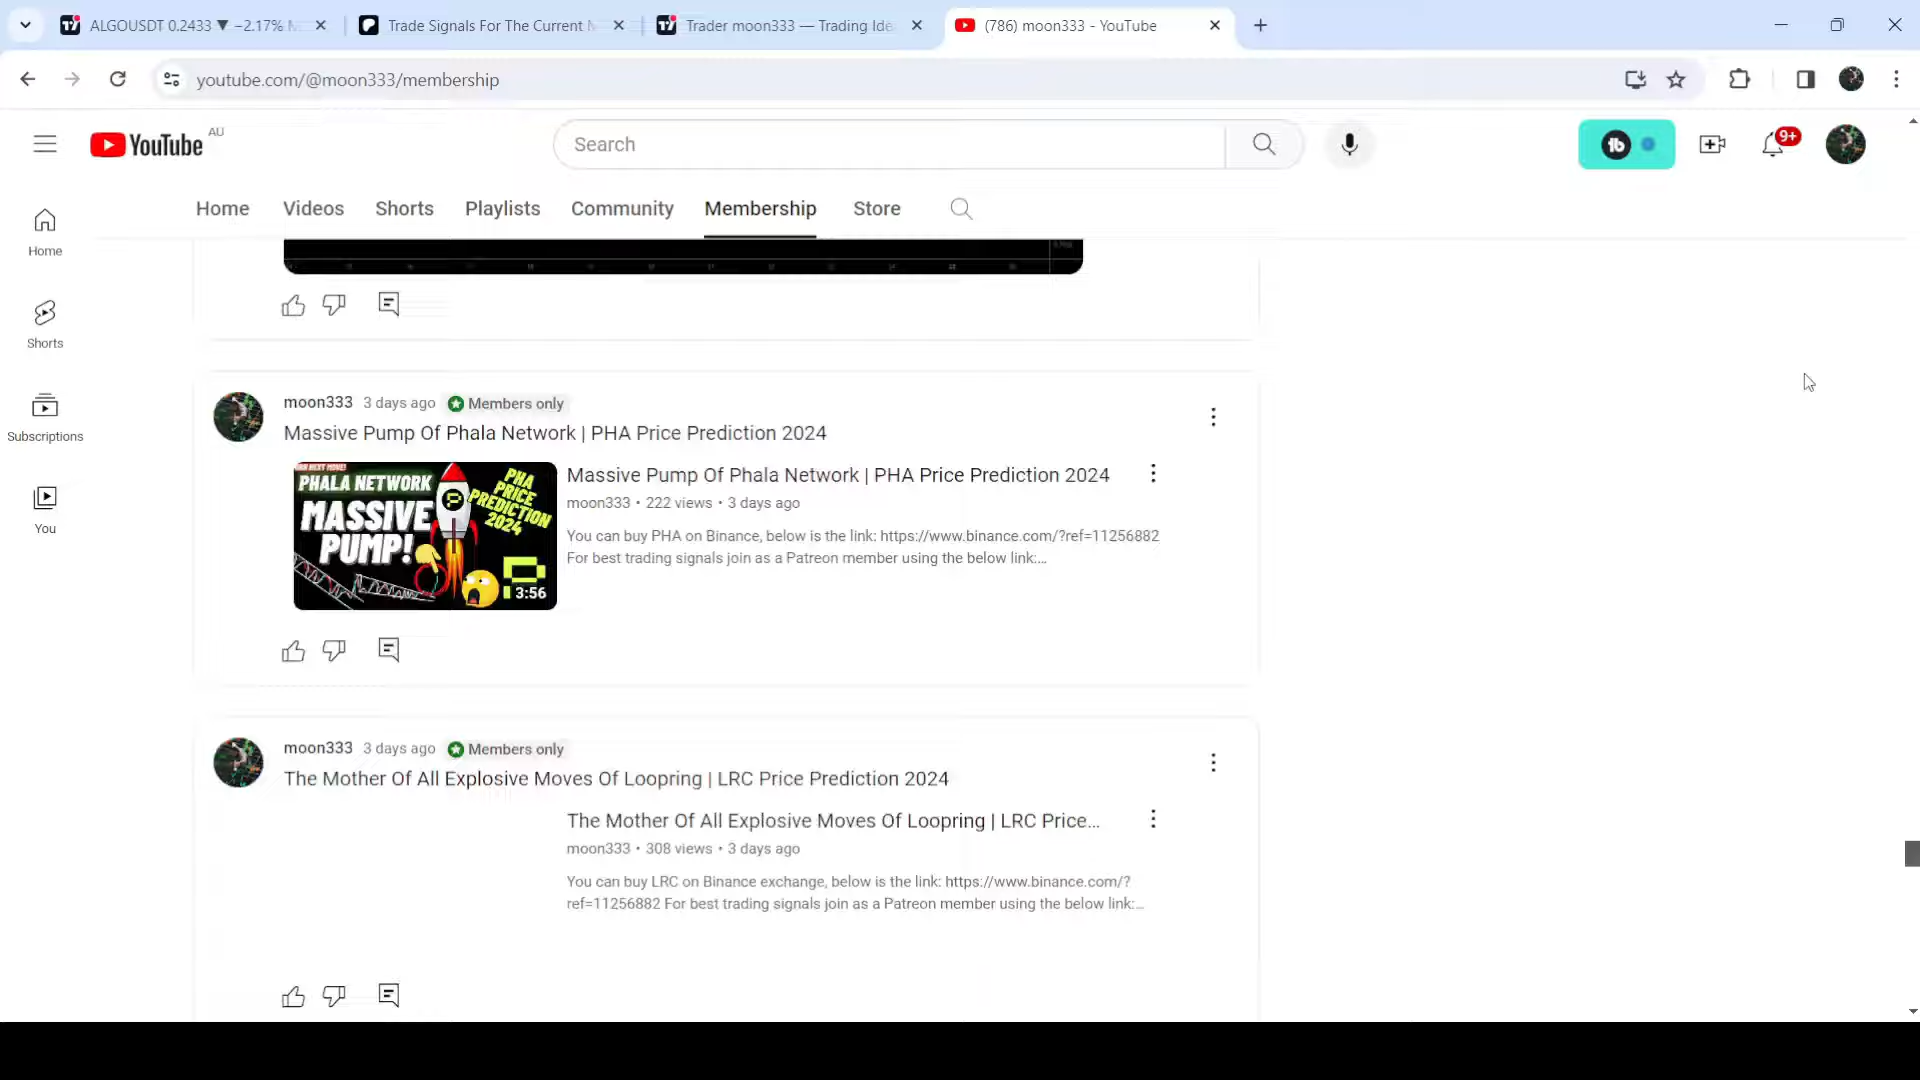 ALGOUSDT 0.2433 ▼ −2.17%
Trade Signals For The Current
Trader moon333 — Trading Ide
(786) moon333 - YouTube
youtube.com/@moon333/membership
YouTube AU
Search
9+
Home
Videos
Shorts
Playlists
Community
Membership
Store
Home
Shorts
Subscriptions
You
moon333 3 days ago Members only
Massive Pump Of Phala Network | PHA Price Prediction 2024
PHALA NETWORK
MASSIVE
PUMP!
PHA
PRICE
PREDICTION
2024
3:56
Massive Pump Of Phala Network | PHA Price Prediction 2024
moon333 • 222 views • 3 days ago
You can buy PHA on Binance, below is the link: https://www.binance.com/?ref=11256882
For best trading signals join as a Patreon member using the below link:...
moon333 3 days ago Members only
The Mother Of All Explosive Moves Of Loopring | LRC Price Prediction 2024
The Mother Of All Explosive Moves Of Loopring | LRC Price...
moon333 • 308 views • 3 days ago
You can buy LRC on Binance exchange, below is the link: https://www.binance.com/?
ref=11256882 For best trading signals join as a Patreon member using the below link:...